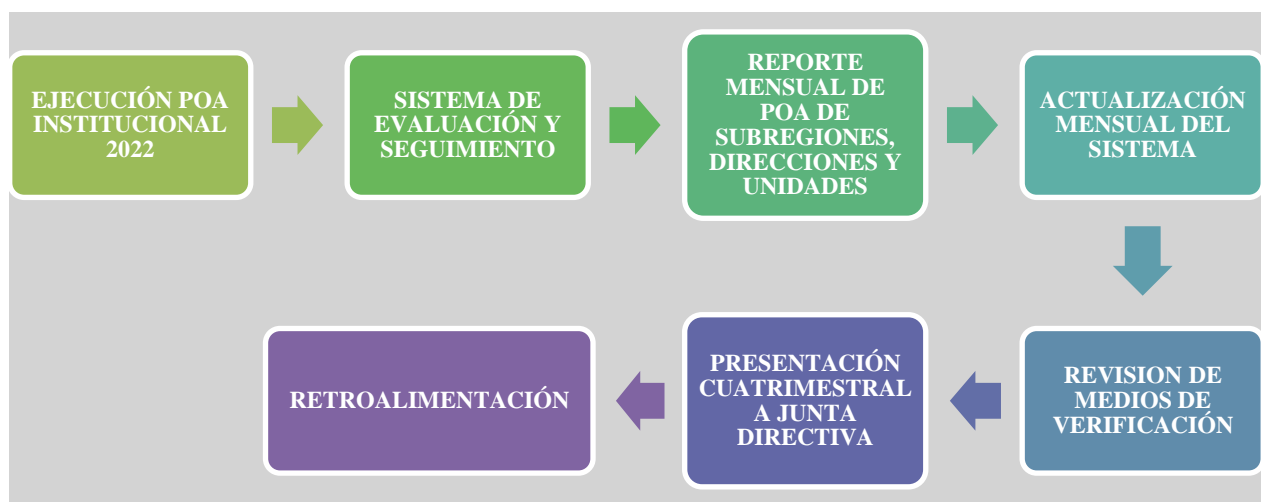 EJECUCIÓN POA
INSTITUCIONAL
2022
SISTEMA DE
EVALUACIÓN Y
SEGUIMIENTO
REPORTE
MENSUAL DE
POA DE
SUBREGIONES,
DIRECCIONES Y
UNIDADES
ACTUALIZACIÓN
MENSUAL DEL
SISTEMA
REVISION DE
MEDIOS DE
VERIFICACIÓN
PRESENTACIÓN
CUATRIMESTRAL
A JUNTA
DIRECTIVA
RETROALIMENTACIÓN